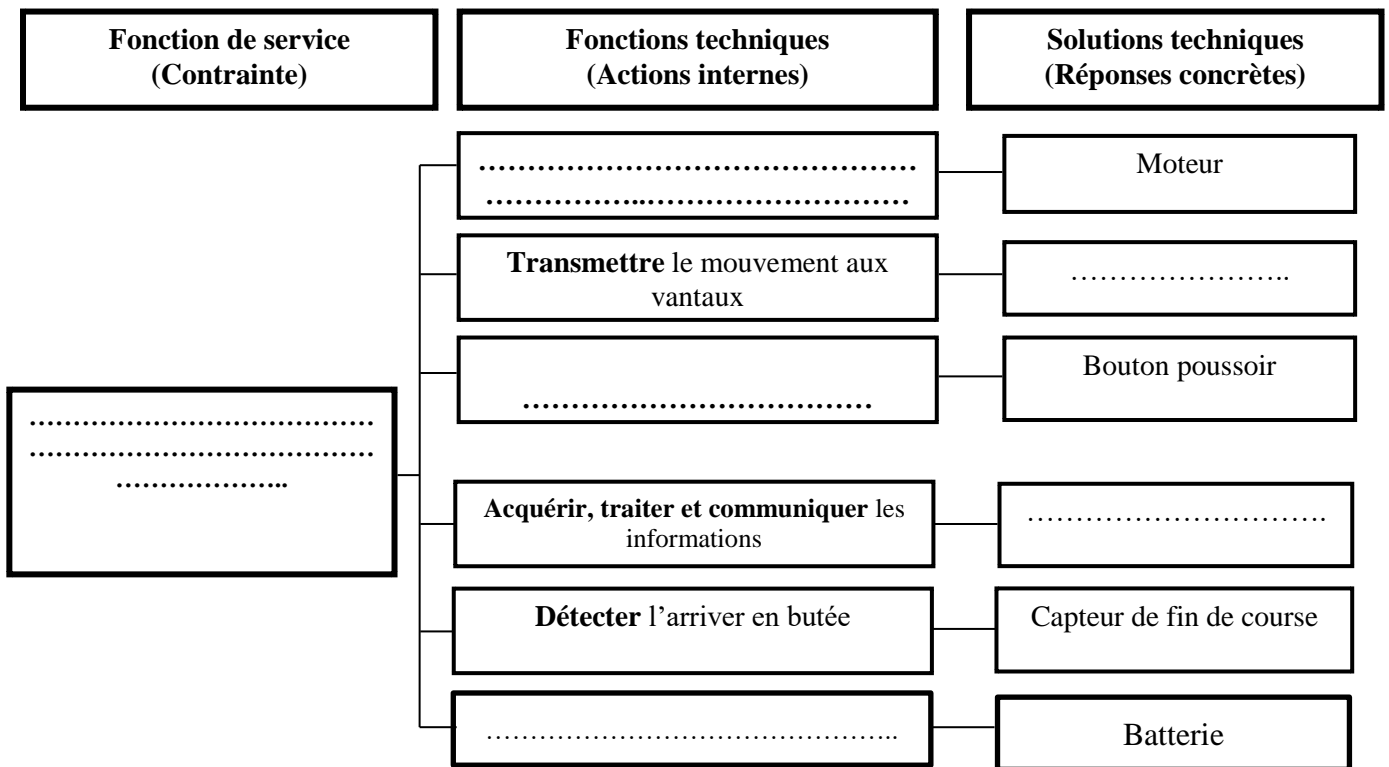 Fonction de service
(Contrainte)
Fonctions techniques
(Actions internes)
Solutions techniques
(Réponses concrètes)
……………………………………
……………...………………………
Moteur
Transmettre le mouvement aux
vantaux
…………………..
………………………………
Bouton poussoir
…………………………………
…………………………………
………………..
Acquérir, traiter et communiquer les
informations
………………………….
Détecter l’arriver en butée
Capteur de fin de course
……………………………………..
Batterie